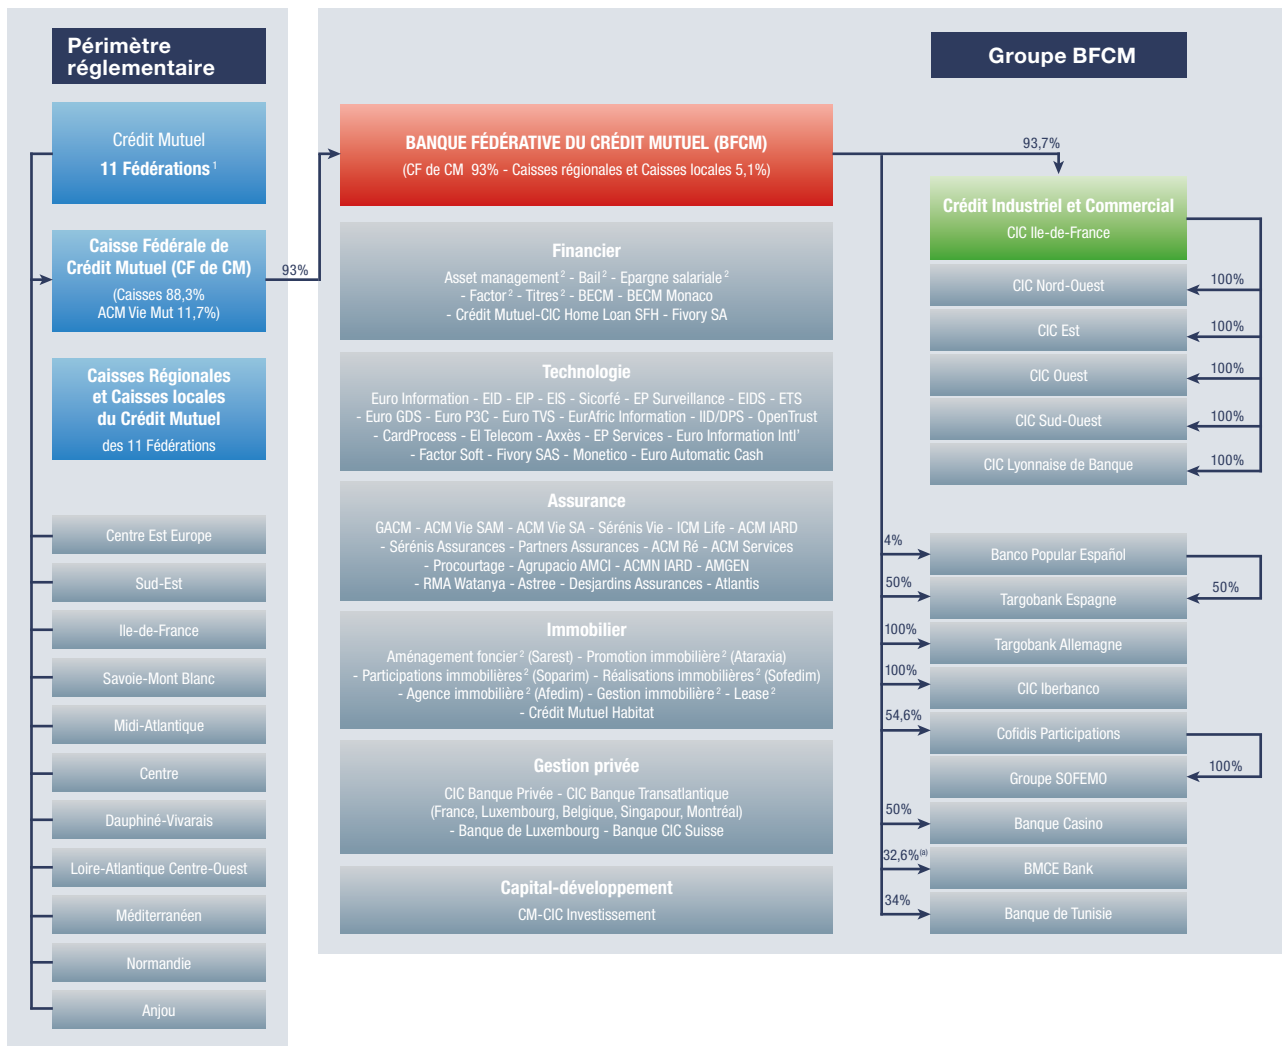 Périmètre
réglementaire
Crédit Mutuel
11 Fédérations 1
Caisse Fédérale de
Crédit Mutuel (CF de CM)
(Caisses 88,3%
ACM Vie Mut 11,7%)
93%
Caisses Régionales
et Caisses locales
du Crédit Mutuel
des 11 Fédérations
Centre Est Europe
Sud-Est
Ile-de-France
Savoie-Mont Blanc
Midi-Atlantique
Centre
Dauphiné-Vivarais
Loire-Atlantique Centre-Ouest
Méditerranéen
Normandie
Anjou
Groupe BFCM
BANQUE FÉDÉRATIVE DU CRÉDIT MUTUEL (BFCM)
(CF de CM 93% - Caisses régionales et Caisses locales 5,1%)
Financier
Asset management 2 - Bail 2 - Epargne salariale 2
- Factor 2 - Titres 2 - BECM - BECM Monaco
- Crédit Mutuel-CIC Home Loan SFH - Fivory SA
Technologie
Euro Information - EID - EIP - EIS - Sicorfé - EP Surveillance - EIDS - ETS
- Euro GDS - Euro P3C - Euro TVS - EurAfric Information - IID/DPS - OpenTrust
- CardProcess - EI Telecom - Axxès - EP Services - Euro Information Intl'
- Factor Soft - Fivory SAS - Monetico - Euro Automatic Cash
Assurance
GACM - ACM Vie SAM - ACM Vie SA - Sérénis Vie - ICM Life - ACM IARD
- Sérénis Assurances - Partners Assurances - ACM Ré - ACM Services
- Procourtage - Agrupacio AMCI - ACMN IARD - AMGEN
- RMA Watanya - Astree - Desjardins Assurances - Atlantis
Immobilier
Aménagement foncier 2 (Sarest) - Promotion immobilière 2 (Ataraxia)
- Participations immobilières 2 (Soparim) - Réalisations immobilières 2 (Sofedim)
- Agence immobilière 2 (Afedim) - Gestion immobilière 2 - Lease 2
- Crédit Mutuel Habitat
Gestion privée
CIC Banque Privée - CIC Banque Transatlantique
(France, Luxembourg, Belgique, Singapour, Montréal)
- Banque de Luxembourg - Banque CIC Suisse
Capital-développement
CM-CIC Investissement
93,7%
Crédit Industriel et Commercial
CIC Ile-de-France
CIC Nord-Ouest
100%
CIC Est
100%
CIC Ouest
100%
CIC Sud-Ouest
100%
CIC Lyonnaise de Banque
100%
4%
Banco Popular Español
50%
Targobank Espagne
50%
100%
Targobank Allemagne
100%
CIC Iberbanco
54,6%
Cofidis Participations
Groupe SOFEMO
100%
50%
Banque Casino
32,6% (a)
BMCE Bank
34%
Banque de Tunisie